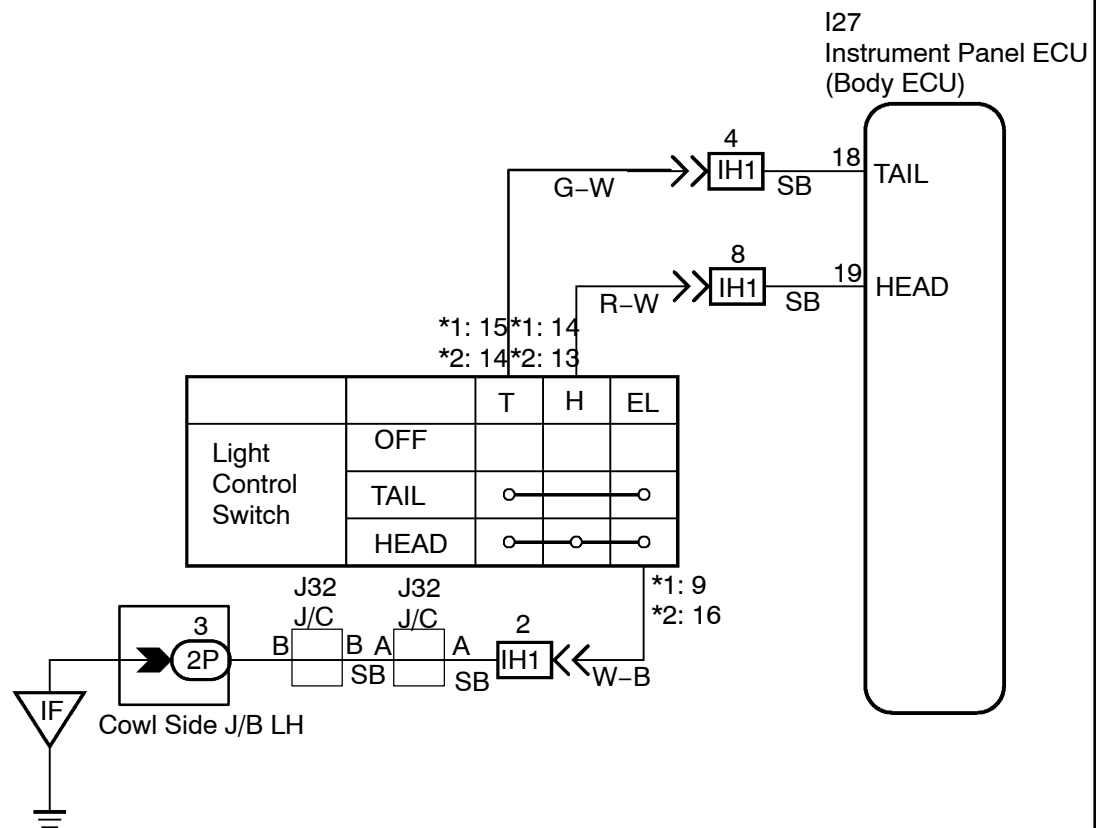 I27
Instrument Panel ECU
(Body ECU)
4
IH1
18
TAIL
G–W
SB
8
IH1
19
HEAD
R–W
SB
*1: 15 *1: 14
*2: 14 *2: 13
T H EL
OFF
Light
Control
Switch
TAIL
HEAD
J32
J/C
J32
J/C
*1: 9
*2: 16
3
2P
B
B
A
A
2
IH1
SB
SB
W–B
IF
Cowl Side J/B LH